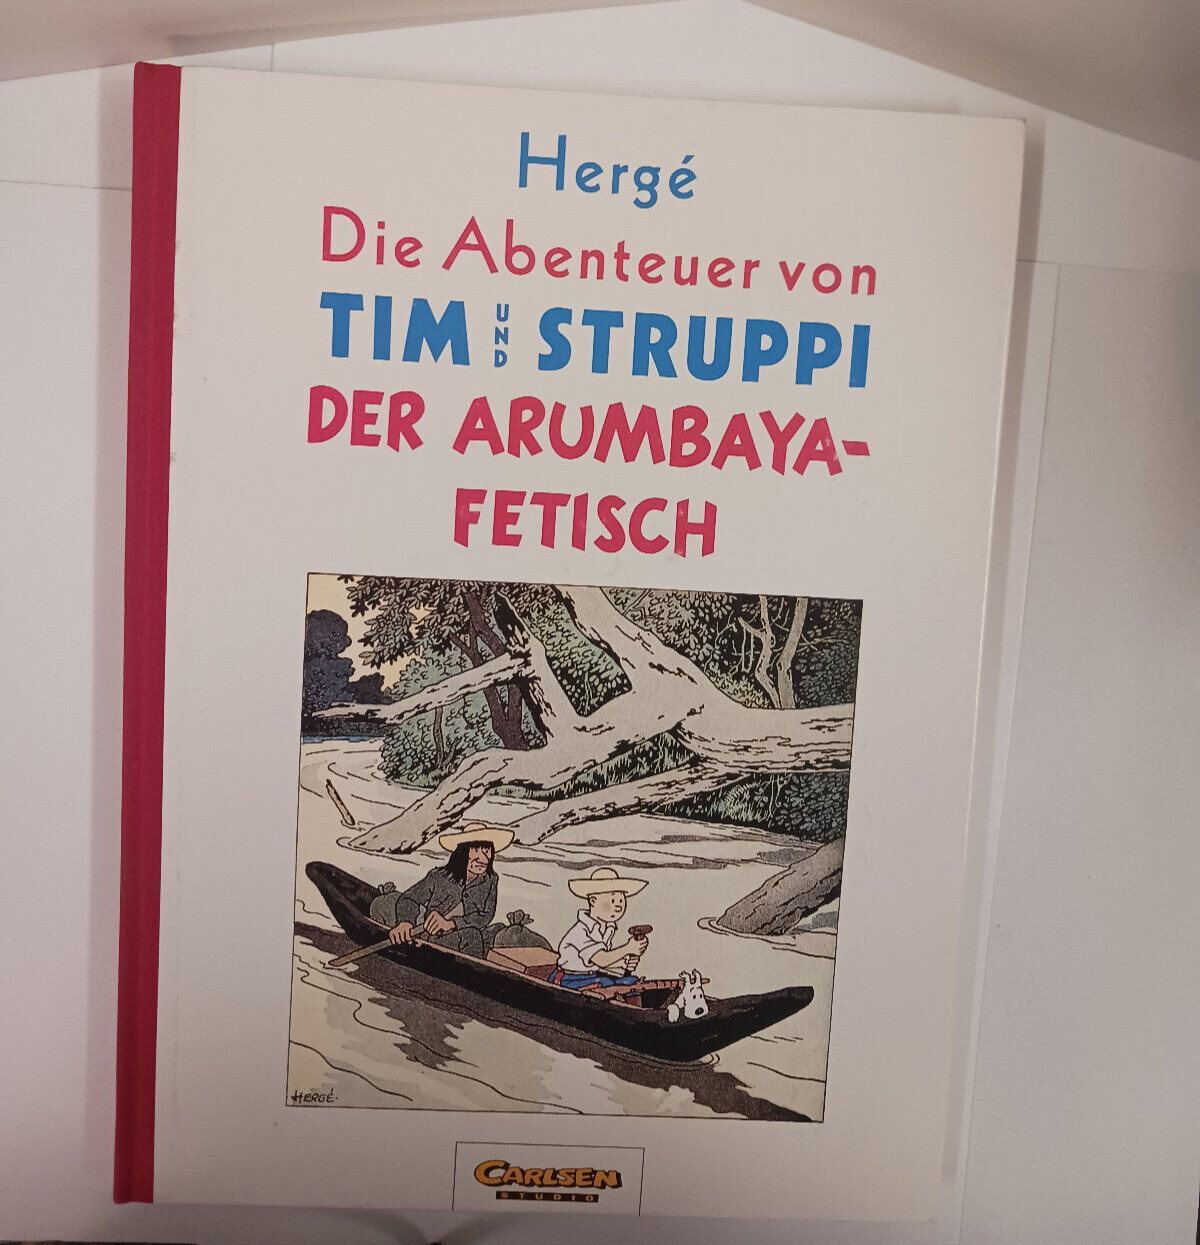 Hergé
Die Abenteuer von
TIM UND STRUPPI
DER ARUMBAYA-
FETISCH
HERGÉ.
CARLSEN
STUDIO